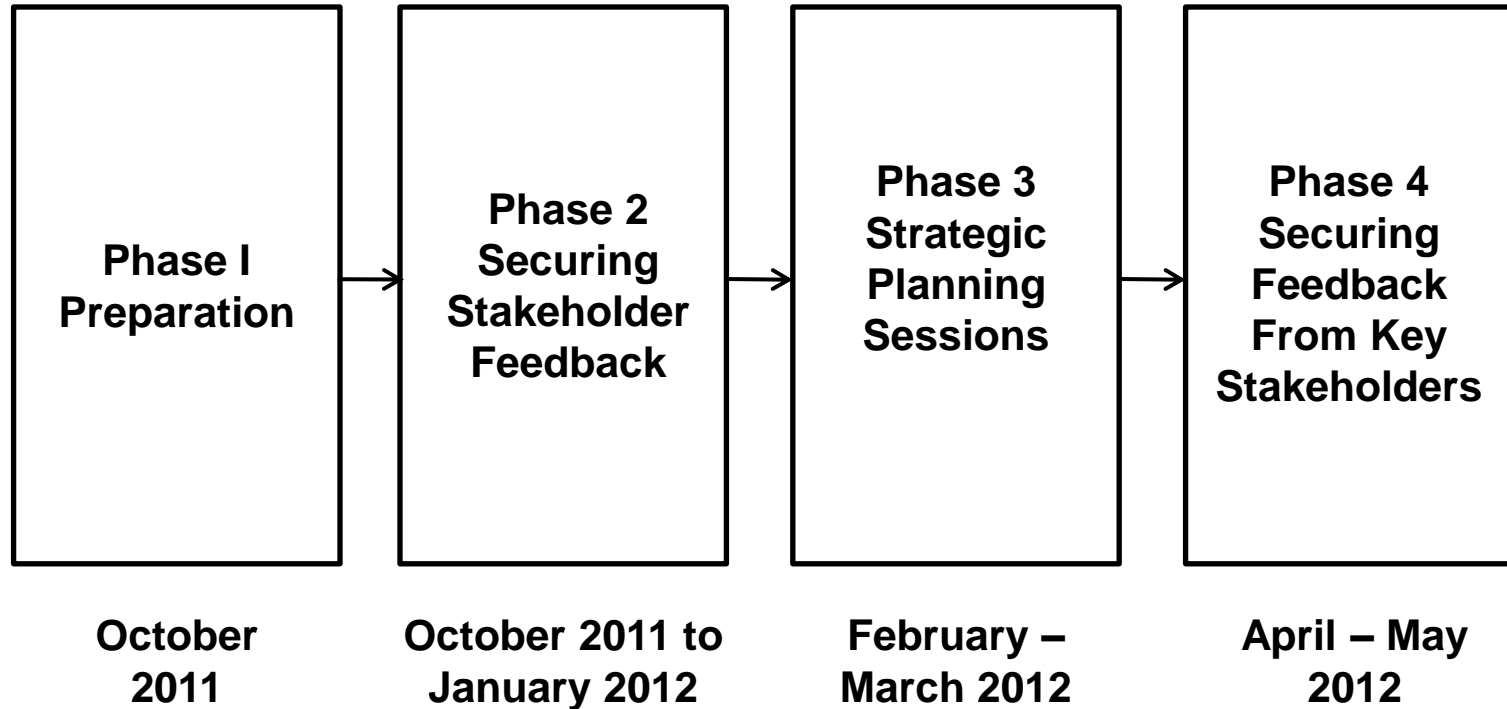 Phase I
Preparation
Phase 2
Securing
Stakeholder
Feedback
Phase 3
Strategic
Planning
Sessions
Phase 4
Securing
Feedback
From Key
Stakeholders
October
2011
October 2011 to
January 2012
February –
March 2012
April – May
2012